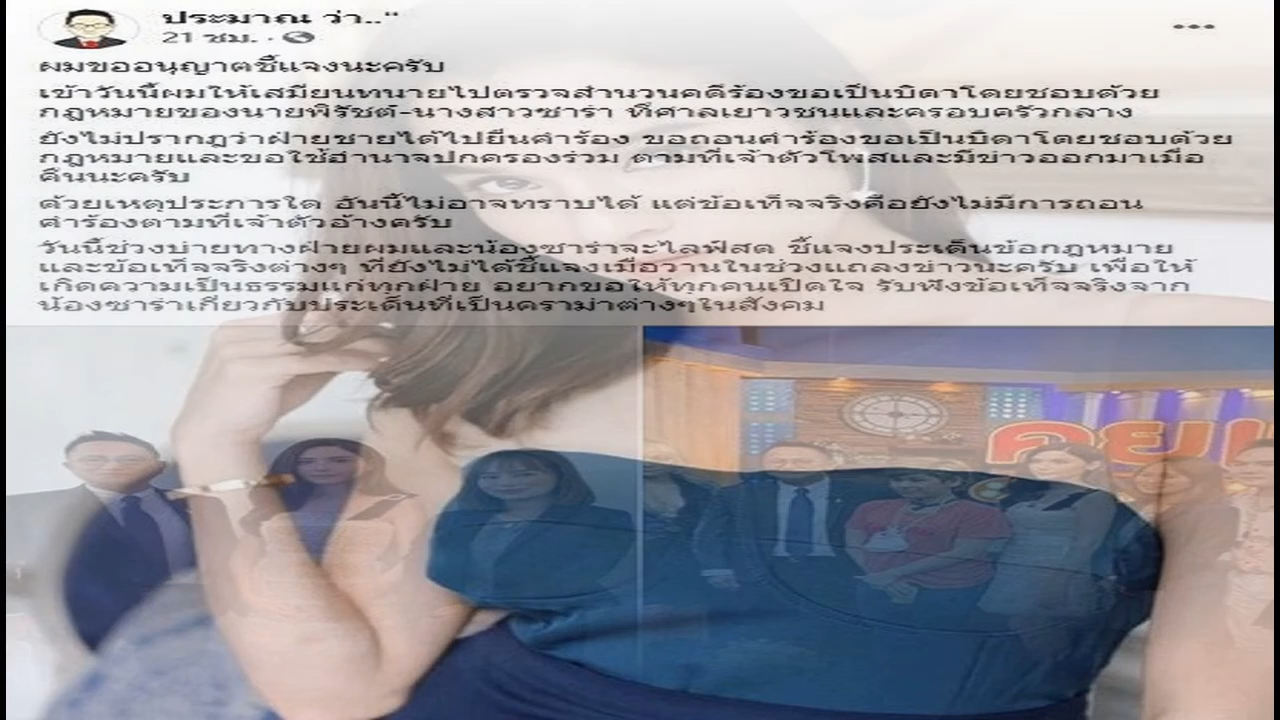 ประมาณ ว่า.."
21 ชม. ·
ผมขออนุญาตชี้แจงนะครับ
เช้าวันนี้ผมให้เสมียนทนายไปตรวจสำนวนคดีร้องขอเป็นบิดาโดยชอบด้วย
กฎหมายของนายพิรัชต์-นางสาวซาร่า ที่ศาลเยาวชนและครอบครัวกลาง
ยังไม่ปรากฎว่าฝ่ายชายได้ไปยื่นคำร้อง ขอถอนคำร้องขอเป็นบิดาโดยชอบด้วย
กฎหมายและขอใช้อำนาจปกครองร่วม ตามที่เจ้าตัวโพสและมีข่าวออกมาเมื่อ
คืนนะครับ
ด้วยเหตุประการใด อันนี้ไม่อาจทราบได้ แต่ข้อเท็จจริงคือยังไม่มีการถอน
คำร้องตามที่เจ้าตัวอ้างครับ
วันนี้ช่วงบ่ายทางฝ่ายผมและน้องซาร่าจะไลฟ์สด ชี้แจงประเด็นข้อกฎหมาย
และข้อเท็จจริงต่างๆ ที่ยังไม่ได้ชี้แจงเมื่อวานในช่วงแถลงข่าวนะครับ เพื่อให้
เกิดความเป็นธรรมแก่ทุกฝ่าย อยากขอให้ทุกคนเปิดใจ รับฟังข้อเท็จจริงจาก
น้องซาร่าเกี่ยวกับประเด็นที่เป็นดราม่าต่างๆในสังคม